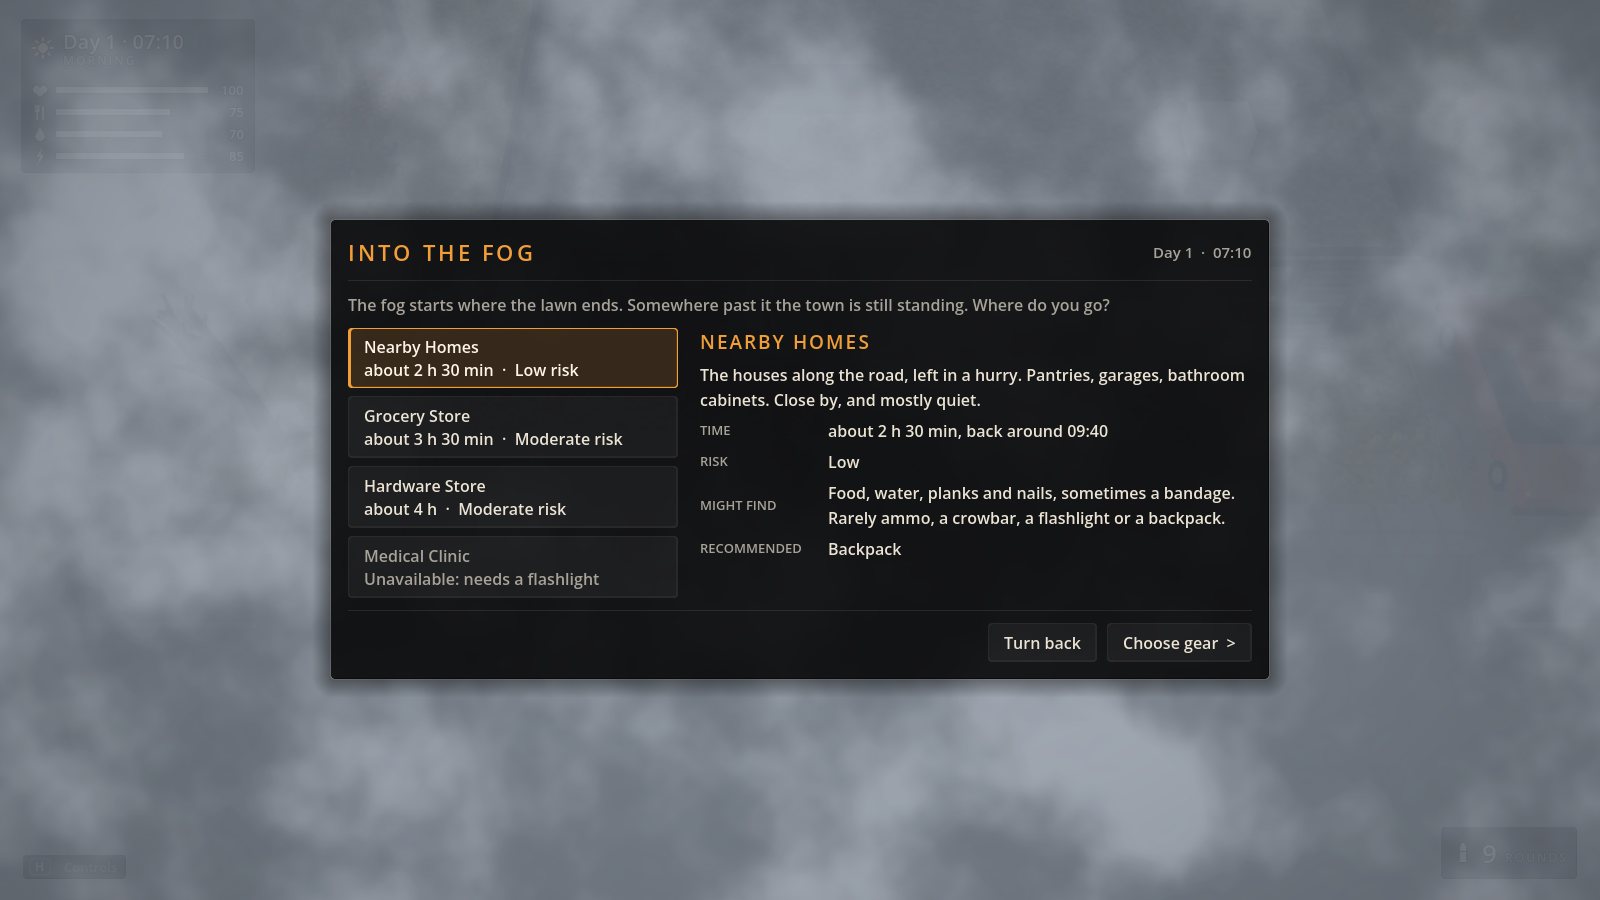 Day 1 · 07:10
MORNING
100
75
70
85
INTO THE FOG
Day 1 · 07:10
The fog starts where the lawn ends. Somewhere past it the town is still standing. Where do you go?
Nearby Homes
about 2 h 30 min · Low risk
Grocery Store
about 3 h 30 min · Moderate risk
Hardware Store
about 4 h · Moderate risk
Medical Clinic
Unavailable: needs a flashlight
NEARBY HOMES
The houses along the road, left in a hurry. Pantries, garages, bathroom
cabinets. Close by, and mostly quiet.
TIME about 2 h 30 min, back around 09:40
RISK Low
MIGHT FIND Food, water, planks and nails, sometimes a bandage.
Rarely ammo, a crowbar, a flashlight or a backpack.
RECOMMENDED Backpack
Turn back
Choose gear >
H Controls
9 ROUNDS